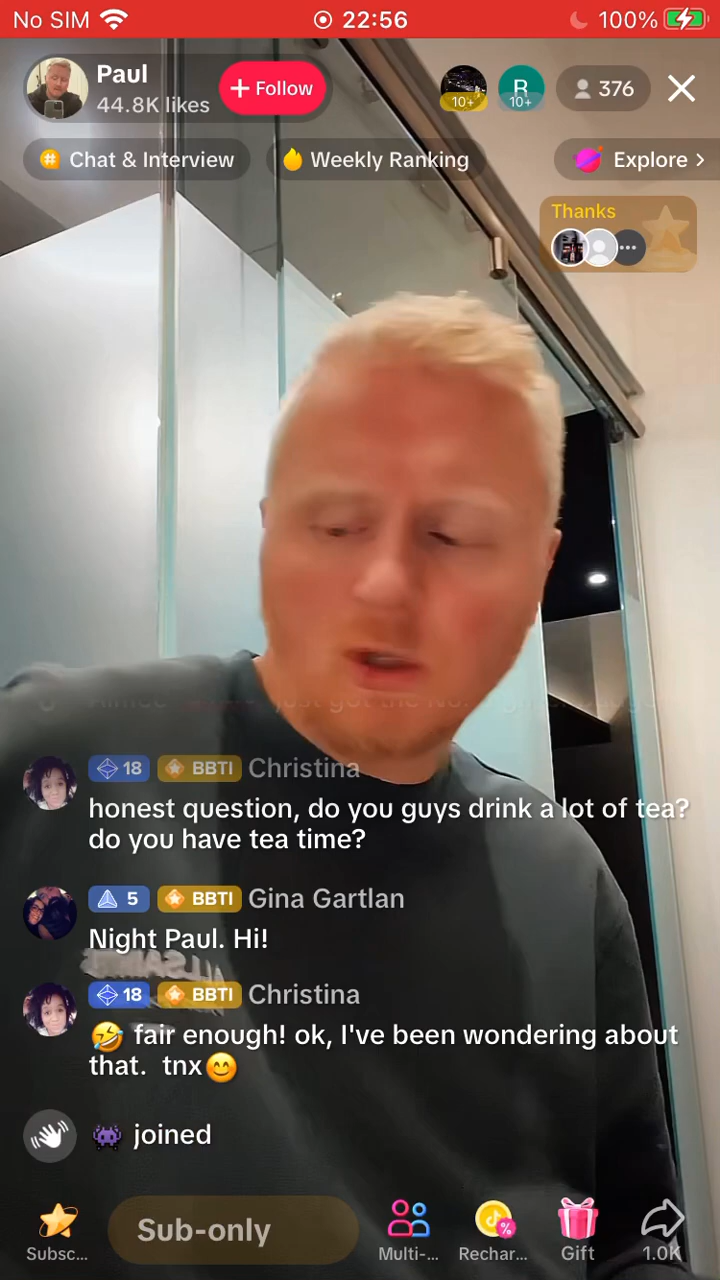 No SIM 22:56 100%
Paul
44.8K likes
+ Follow
10+
R
10+
376
Chat & Interview
Weekly Ranking
Explore >
Thanks
18 BBTI Christina
honest question, do you guys drink a lot of tea?
do you have tea time?
5 BBTI Gina Gartlan
Night Paul. Hi!
18 BBTI Christina
🤣 fair enough! ok, I've been wondering about
that. tnx😊
👾 joined
Subsc...
Sub-only
Multi-...
Rechar...
Gift
1.0K